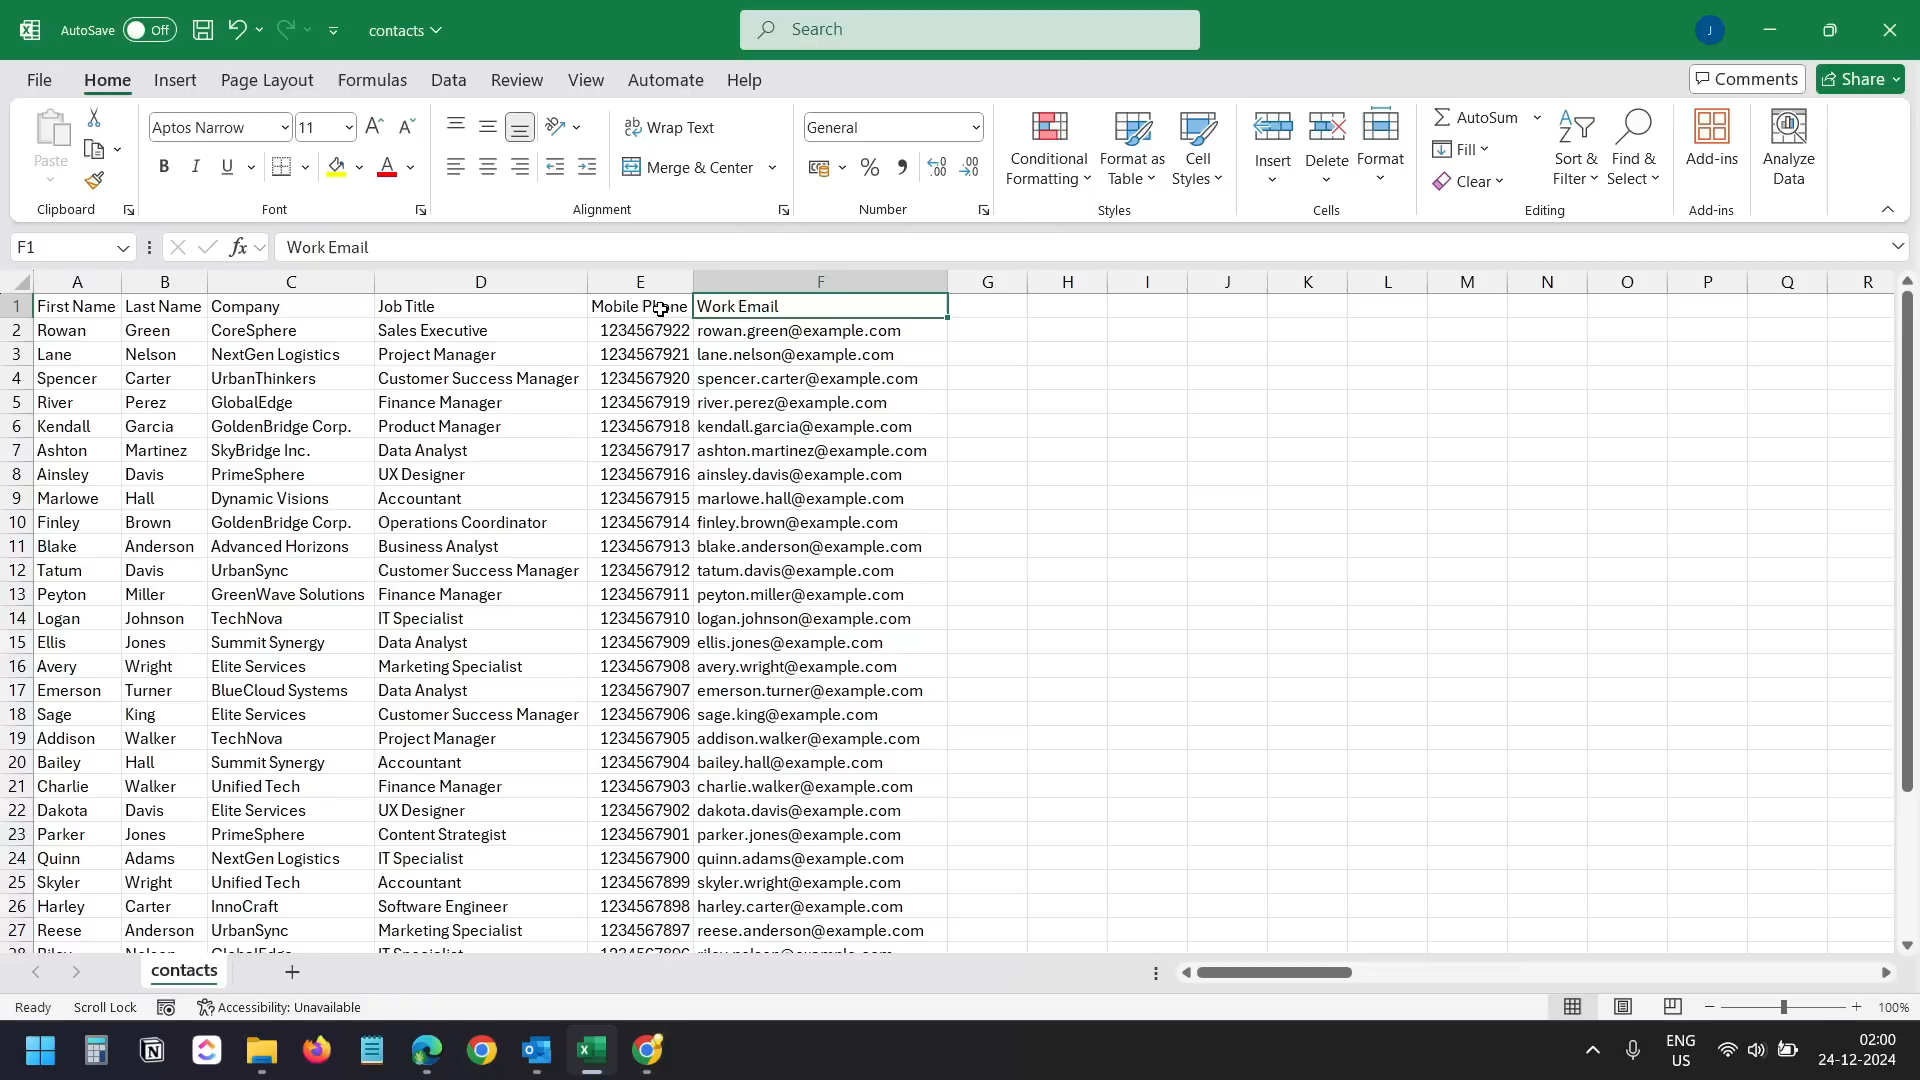 AutoSave Off contacts Search J
File Home Insert Page Layout Formulas Data Review View Automate Help Comments Share
Paste Aptos Narrow 11 Wrap Text General Conditional Formatting Format as Table Cell Styles Insert Delete Format AutoSum Fill Clear Sort & Filter Find & Select Add-ins Analyze Data
B I U Merge & Center
Clipboard Font Alignment Number Styles Cells Editing Add-ins
F1 fx Work Email
A B C D E F G H I J K L M N O P Q R
1 First Name Last Name Company Job Title Mobile Phone Work Email
2 Rowan Green CoreSphere Sales Executive 1234567922 rowan.green@example.com
3 Lane Nelson NextGen Logistics Project Manager 1234567921 lane.nelson@example.com
4 Spencer Carter UrbanThinkers Customer Success Manager 1234567920 spencer.carter@example.com
5 River Perez GlobalEdge Finance Manager 1234567919 river.perez@example.com
6 Kendall Garcia GoldenBridge Corp. Product Manager 1234567918 kendall.garcia@example.com
7 Ashton Martinez SkyBridge Inc. Data Analyst 1234567917 ashton.martinez@example.com
8 Ainsley Davis PrimeSphere UX Designer 1234567916 ainsley.davis@example.com
9 Marlowe Hall Dynamic Visions Accountant 1234567915 marlowe.hall@example.com
10 Finley Brown GoldenBridge Corp. Operations Coordinator 1234567914 finley.brown@example.com
11 Blake Anderson Advanced Horizons Business Analyst 1234567913 blake.anderson@example.com
12 Tatum Davis UrbanSync Customer Success Manager 1234567912 tatum.davis@example.com
13 Peyton Miller GreenWave Solutions Finance Manager 1234567911 peyton.miller@example.com
14 Logan Johnson TechNova IT Specialist 1234567910 logan.johnson@example.com
15 Ellis Jones Summit Synergy Data Analyst 1234567909 ellis.jones@example.com
16 Avery Wright Elite Services Marketing Specialist 1234567908 avery.wright@example.com
17 Emerson Turner BlueCloud Systems Data Analyst 1234567907 emerson.turner@example.com
18 Sage King Elite Services Customer Success Manager 1234567906 sage.king@example.com
19 Addison Walker TechNova Project Manager 1234567905 addison.walker@example.com
20 Bailey Hall Summit Synergy Accountant 1234567904 bailey.hall@example.com
21 Charlie Walker Unified Tech Finance Manager 1234567903 charlie.walker@example.com
22 Dakota Davis Elite Services UX Designer 1234567902 dakota.davis@example.com
23 Parker Jones PrimeSphere Content Strategist 1234567901 parker.jones@example.com
24 Quinn Adams NextGen Logistics IT Specialist 1234567900 quinn.adams@example.com
25 Skyler Wright Unified Tech Accountant 1234567899 skyler.wright@example.com
26 Harley Carter InnoCraft Software Engineer 1234567898 harley.carter@example.com
27 Reese Anderson UrbanSync Marketing Specialist 1234567897 reese.anderson@example.com
contacts
Ready Scroll Lock Accessibility: Unavailable 100%
ENG US 02:00
24-12-2024